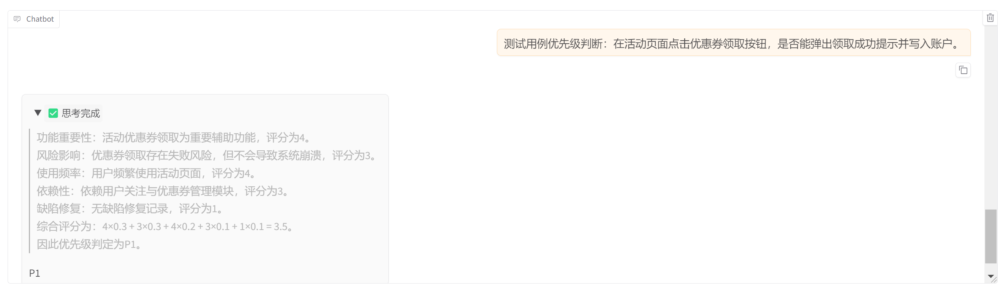 Chatbot
测试用例优先级判断：在活动页面点击优惠券领取按钮，是否能弹出领取成功提示并写入账户。
思考完成
功能重要性：活动优惠券领取为重要辅助功能，评分为4。
风险影响：优惠券领取存在失败风险，但不会导致系统崩溃，评分为3。
使用频率：用户频繁使用活动页面，评分为4。
依赖性：依赖用户关注与优惠券管理模块，评分为3。
缺陷修复：无缺陷修复记录，评分为1。
综合评分为：4×0.3 + 3×0.3 + 4×0.2 + 3×0.1 + 1×0.1 = 3.5。
因此优先级判定为P1。
P1